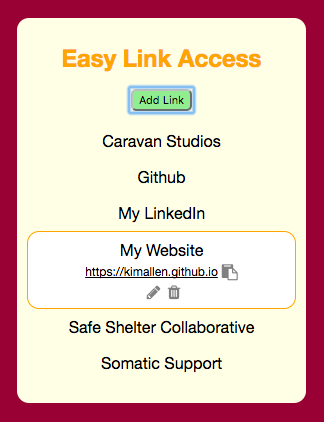 Easy Link Access
Add Link
Caravan Studios
Github
My LinkedIn
My Website
https://kimallen.github.io
Safe Shelter Collaborative
Somatic Support